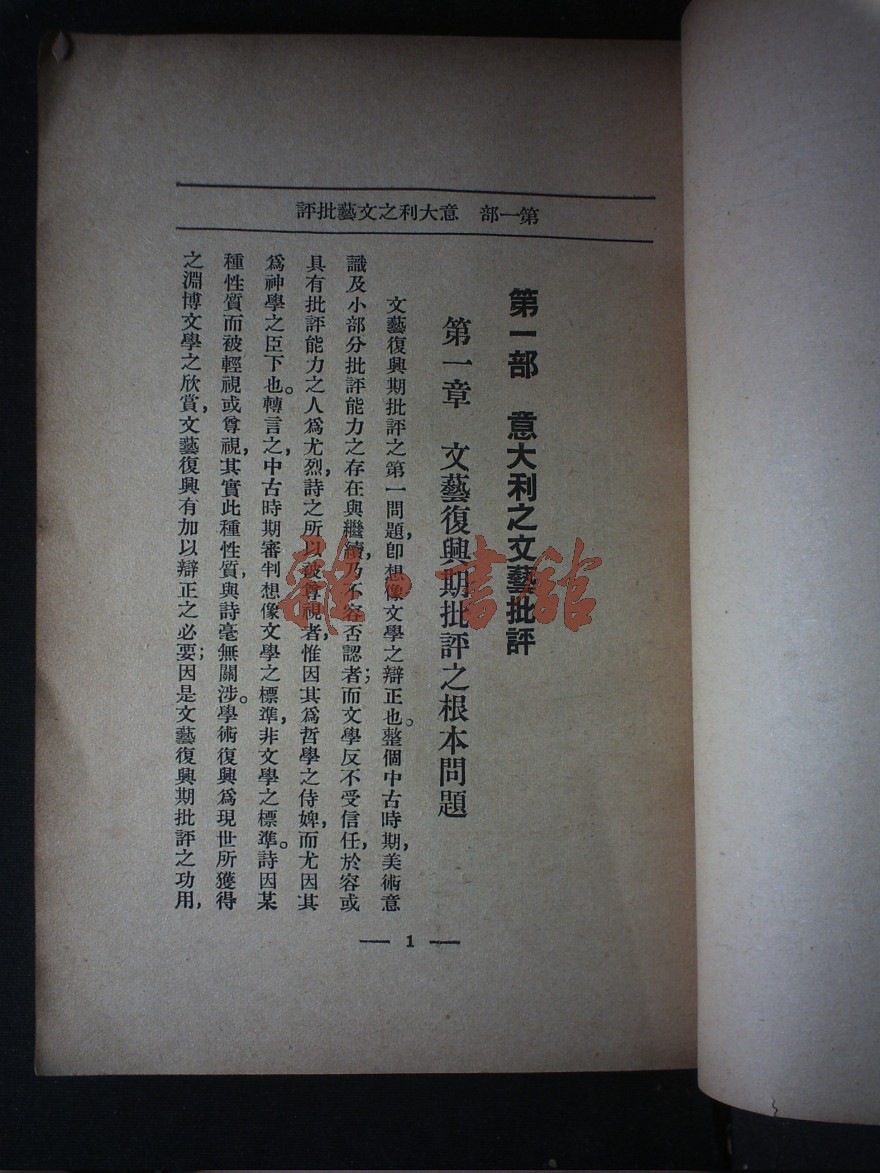 第一部　意大利之文藝批評
第一部　意大利之文藝批評
第一章　文藝復興期批評之根本問題
文藝復興期批評之第一問題，卽想像文學之辯正也。整個中古時期，美術意
識及小部分批評能力之存在與繼續，乃不容否認者；而文學反不受信任，於容或
具有批評能力之人爲尤烈，詩之所以被尊視者，惟因其爲哲學之侍婢，而尤因其
爲神學之臣下也。轉言之，中古時期審判想像文學之標準，非文學之標準。詩因某
種性質而被輕視或尊視，其實此種性質，與詩毫無關涉。學術復興爲現世所獲得
之淵博文學之欣賞，文藝復興有加以辯正之必要；因是文藝復興期批評之功用，
— 1 —
雜·書館